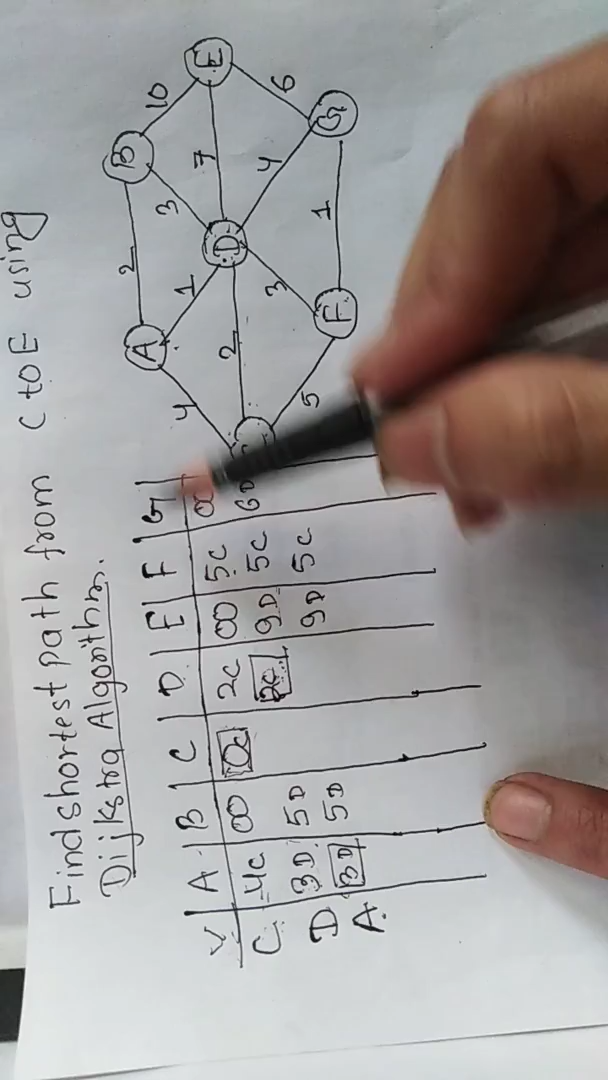 Find shortest path from C to E using
Dijkstra Algorithm.
V | A | B | C | D | E | F | G
C 4C ∞ 0C 2C ∞ 5C ∞
D 3D 5D 2C 9D 5C 6D
A 3D 5D 9D 5C
A
B
D
E
F
G
2
10
3
1
7
6
4
4
2
3
1
5